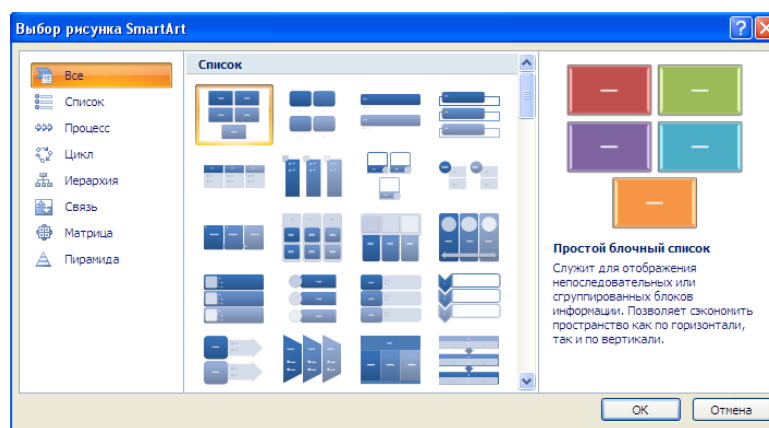 Выбор рисунка SmartArt
Все
Список
Процесс
Цикл
Иерархия
Связь
Матрица
Пирамида
Список
Простой блочный список
Служит для отображения
непоследовательных или
сгруппированных блоков
информации. Позволяет сэкономить
пространство как по горизонтали,
так и по вертикали.
ОК
Отмена